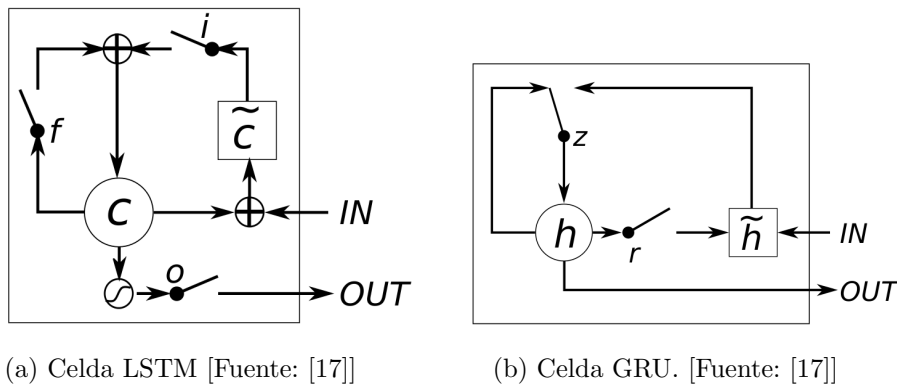 i
f
c̃
c
IN
o
OUT
z
h
r
h̃
IN
OUT
(a) Celda LSTM [Fuente: [17]]
(b) Celda GRU. [Fuente: [17]]